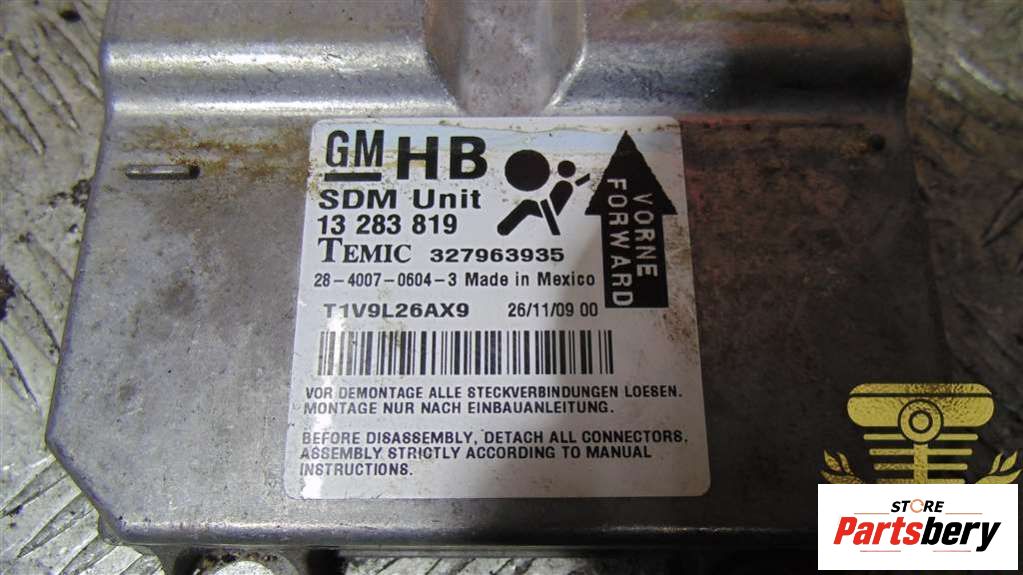 GM HB
SDM Unit
13 283 819
TEMIC 327963935
28-4007-0604-3 Made in Mexico
T1V9L26AX9 26/11/09 00
VORNE
FORWARD
VOR DEMONTAGE ALLE STECKVERBINDUNGEN LOESEN.
MONTAGE NUR NACH EINBAUANLEITUNG.
BEFORE DISASSEMBLY, DETACH ALL CONNECTORS,
ASSEMBLY STRICTLY ACCORDING TO MANUAL
INSTRUCTIONS.
STORE
Partsbery